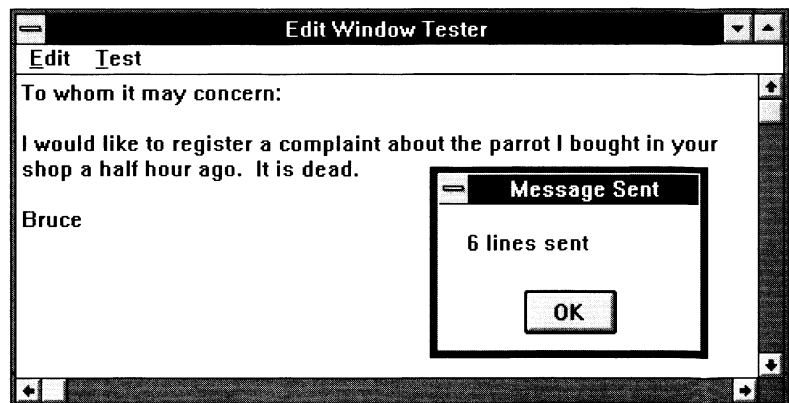 Edit Window Tester
Edit Test
To whom it may concern:
I would like to register a complaint about the parrot I bought in your
shop a half hour ago.  It is dead.
Bruce
Message Sent
6 lines sent
OK